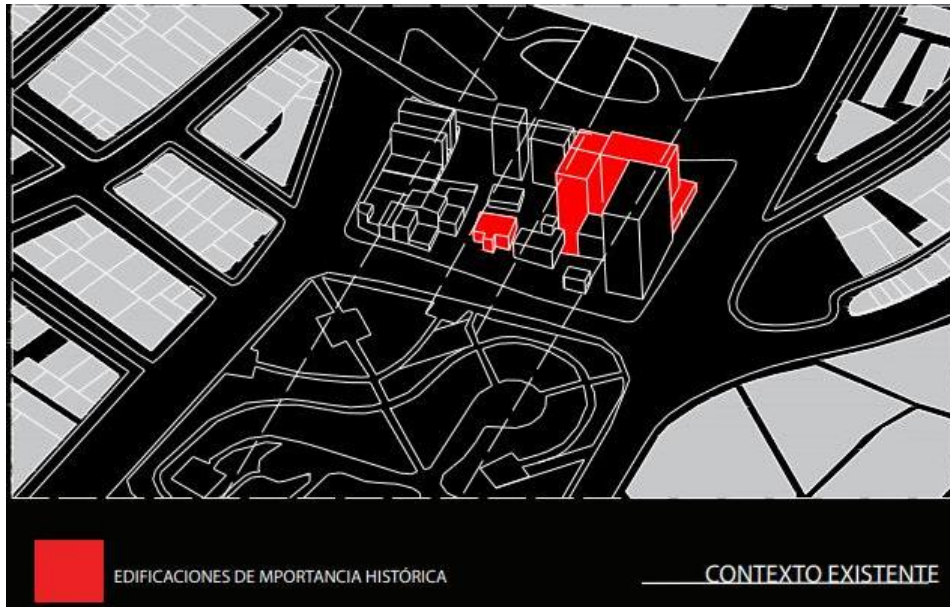 EDIFICACIONES DE MPORTANCIA HISTÓRICA
CONTEXTO EXISTENTE